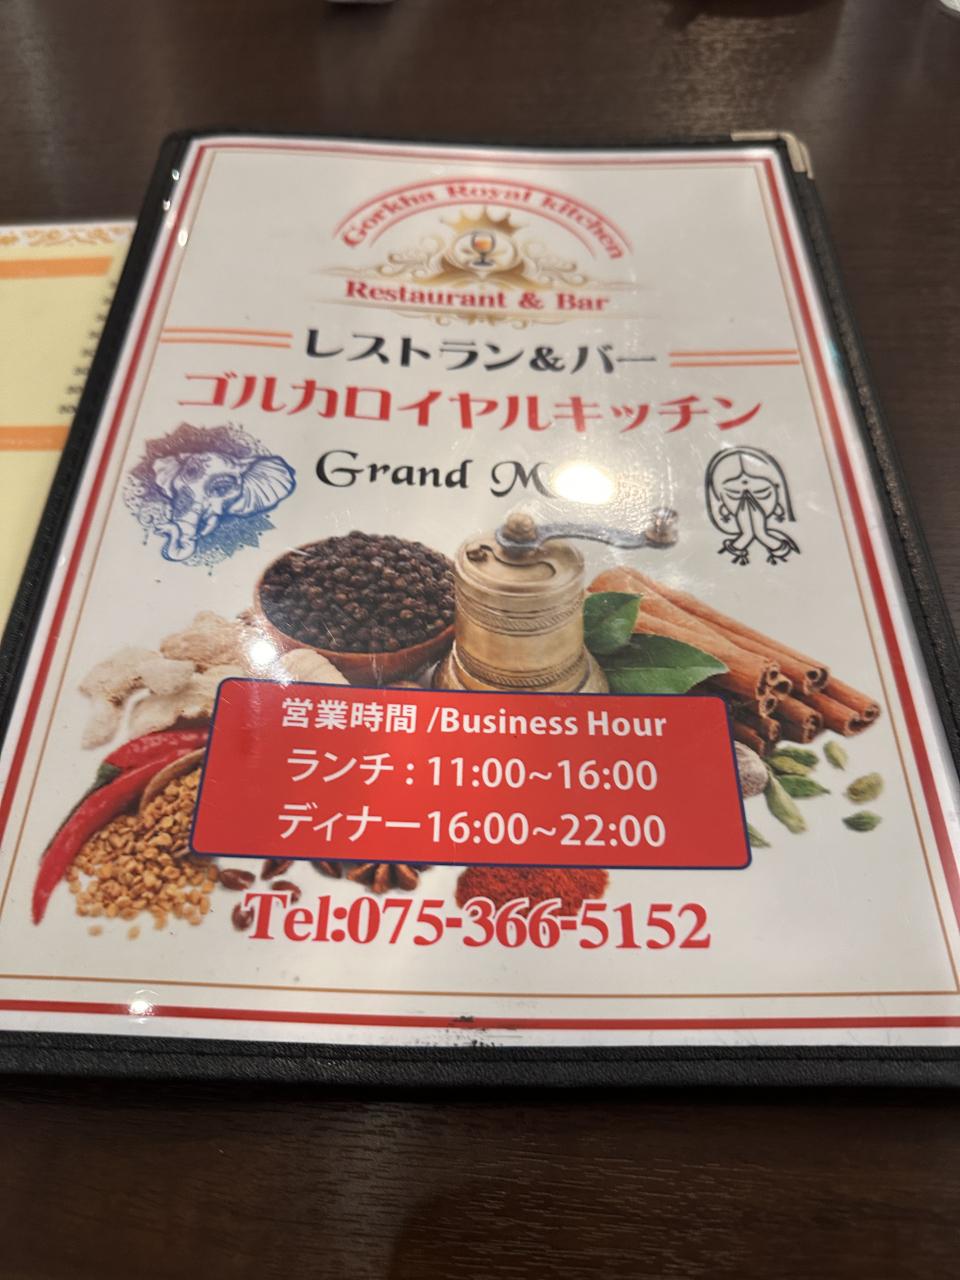 Gorkha Royal kitchen
Restaurant & Bar
レストラン&バー
ゴルカロイヤルキッチン
Grand
営業時間 /Business Hour
ランチ : 11:00~16:00
ディナー16:00~22:00
Tel:075-366-5152